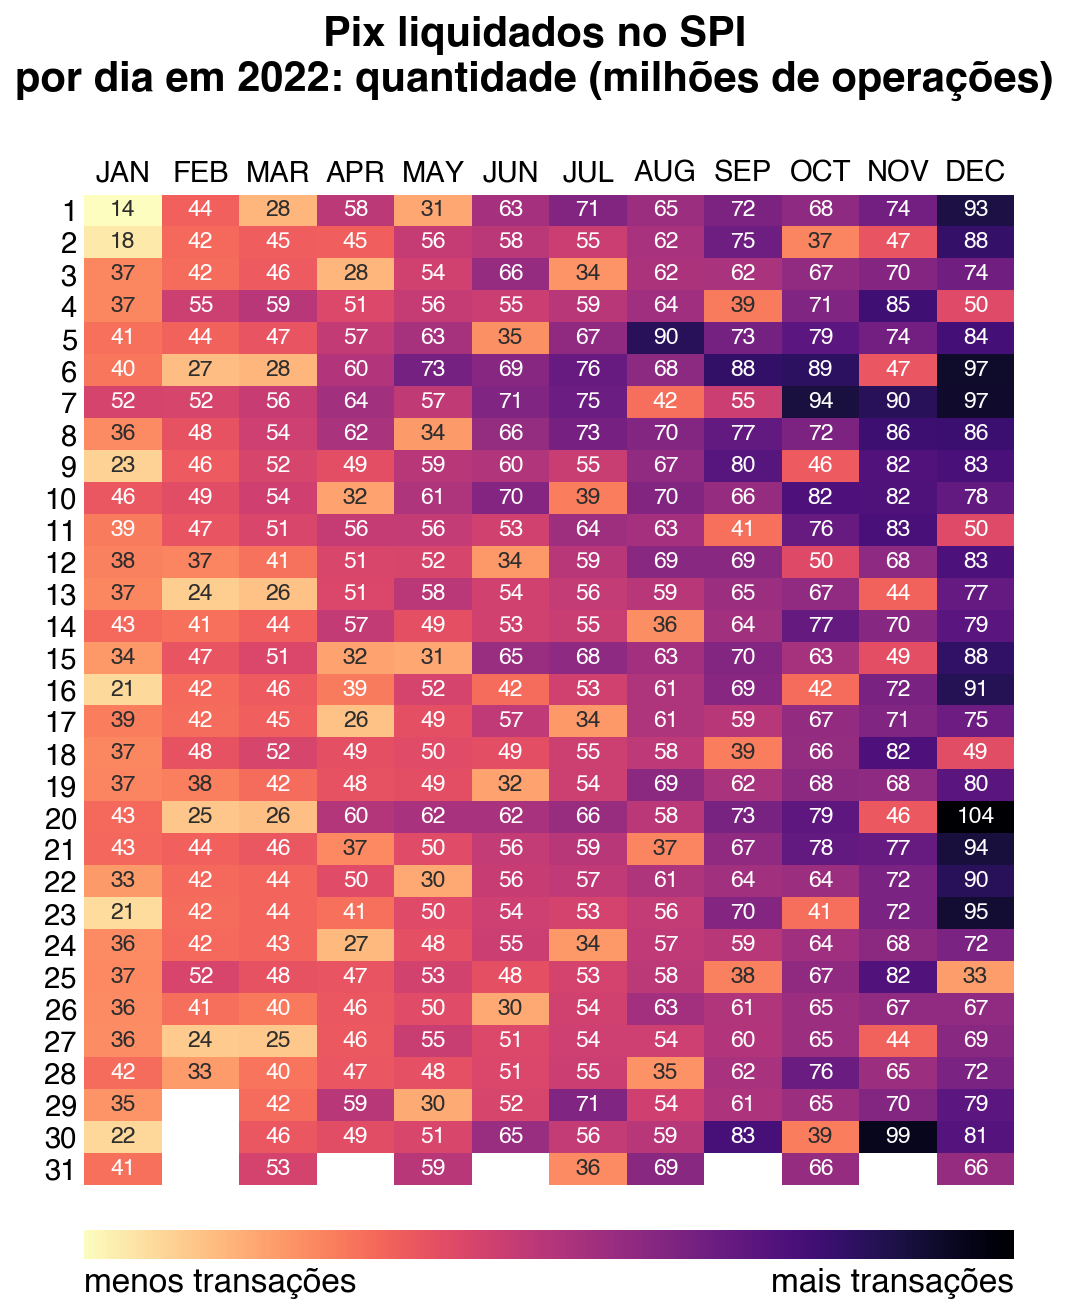 Pix liquidados no SPI
por dia em 2022: quantidade (milhões de operações)
JAN FEB MAR APR MAY JUN JUL AUG SEP OCT NOV DEC
1 14 44 28 58 31 63 71 65 72 68 74 93
2 18 42 45 45 56 58 55 62 75 37 47 88
3 37 42 46 28 54 66 34 62 62 67 70 74
4 37 55 59 51 56 55 59 64 39 71 85 50
5 41 44 47 57 63 35 67 90 73 79 74 84
6 40 27 28 60 73 69 76 68 88 89 47 97
7 52 52 56 64 57 71 75 42 55 94 90 97
8 36 48 54 62 34 66 73 70 77 72 86 86
9 23 46 52 49 59 60 55 67 80 46 82 83
10 46 49 54 32 61 70 39 70 66 82 82 78
11 39 47 51 56 56 53 64 63 41 76 83 50
12 38 37 41 51 52 34 59 69 69 50 68 83
13 37 24 26 51 58 54 56 59 65 67 44 77
14 43 41 44 57 49 53 55 36 64 77 70 79
15 34 47 51 32 31 65 68 63 70 63 49 88
16 21 42 46 39 52 42 53 61 69 42 72 91
17 39 42 45 26 49 57 34 61 59 67 71 75
18 37 48 52 49 50 49 55 58 39 66 82 49
19 37 38 42 48 49 32 54 69 62 68 68 80
20 43 25 26 60 62 62 66 58 73 79 46 104
21 43 44 46 37 50 56 59 37 67 78 77 94
22 33 42 44 50 30 56 57 61 64 64 72 90
23 21 42 44 41 50 54 53 56 70 41 72 95
24 36 42 43 27 48 55 34 57 59 64 68 72
25 37 52 48 47 53 48 53 58 38 67 82 33
26 36 41 40 46 50 30 54 63 61 65 67 67
27 36 24 25 46 55 51 54 54 60 65 44 69
28 42 33 40 47 48 51 55 35 62 76 65 72
29 35 42 59 30 52 71 54 61 65 70 79
30 22 46 49 51 65 56 59 83 39 99 81
31 41 53 59 36 69 66 66
menos transações mais transações